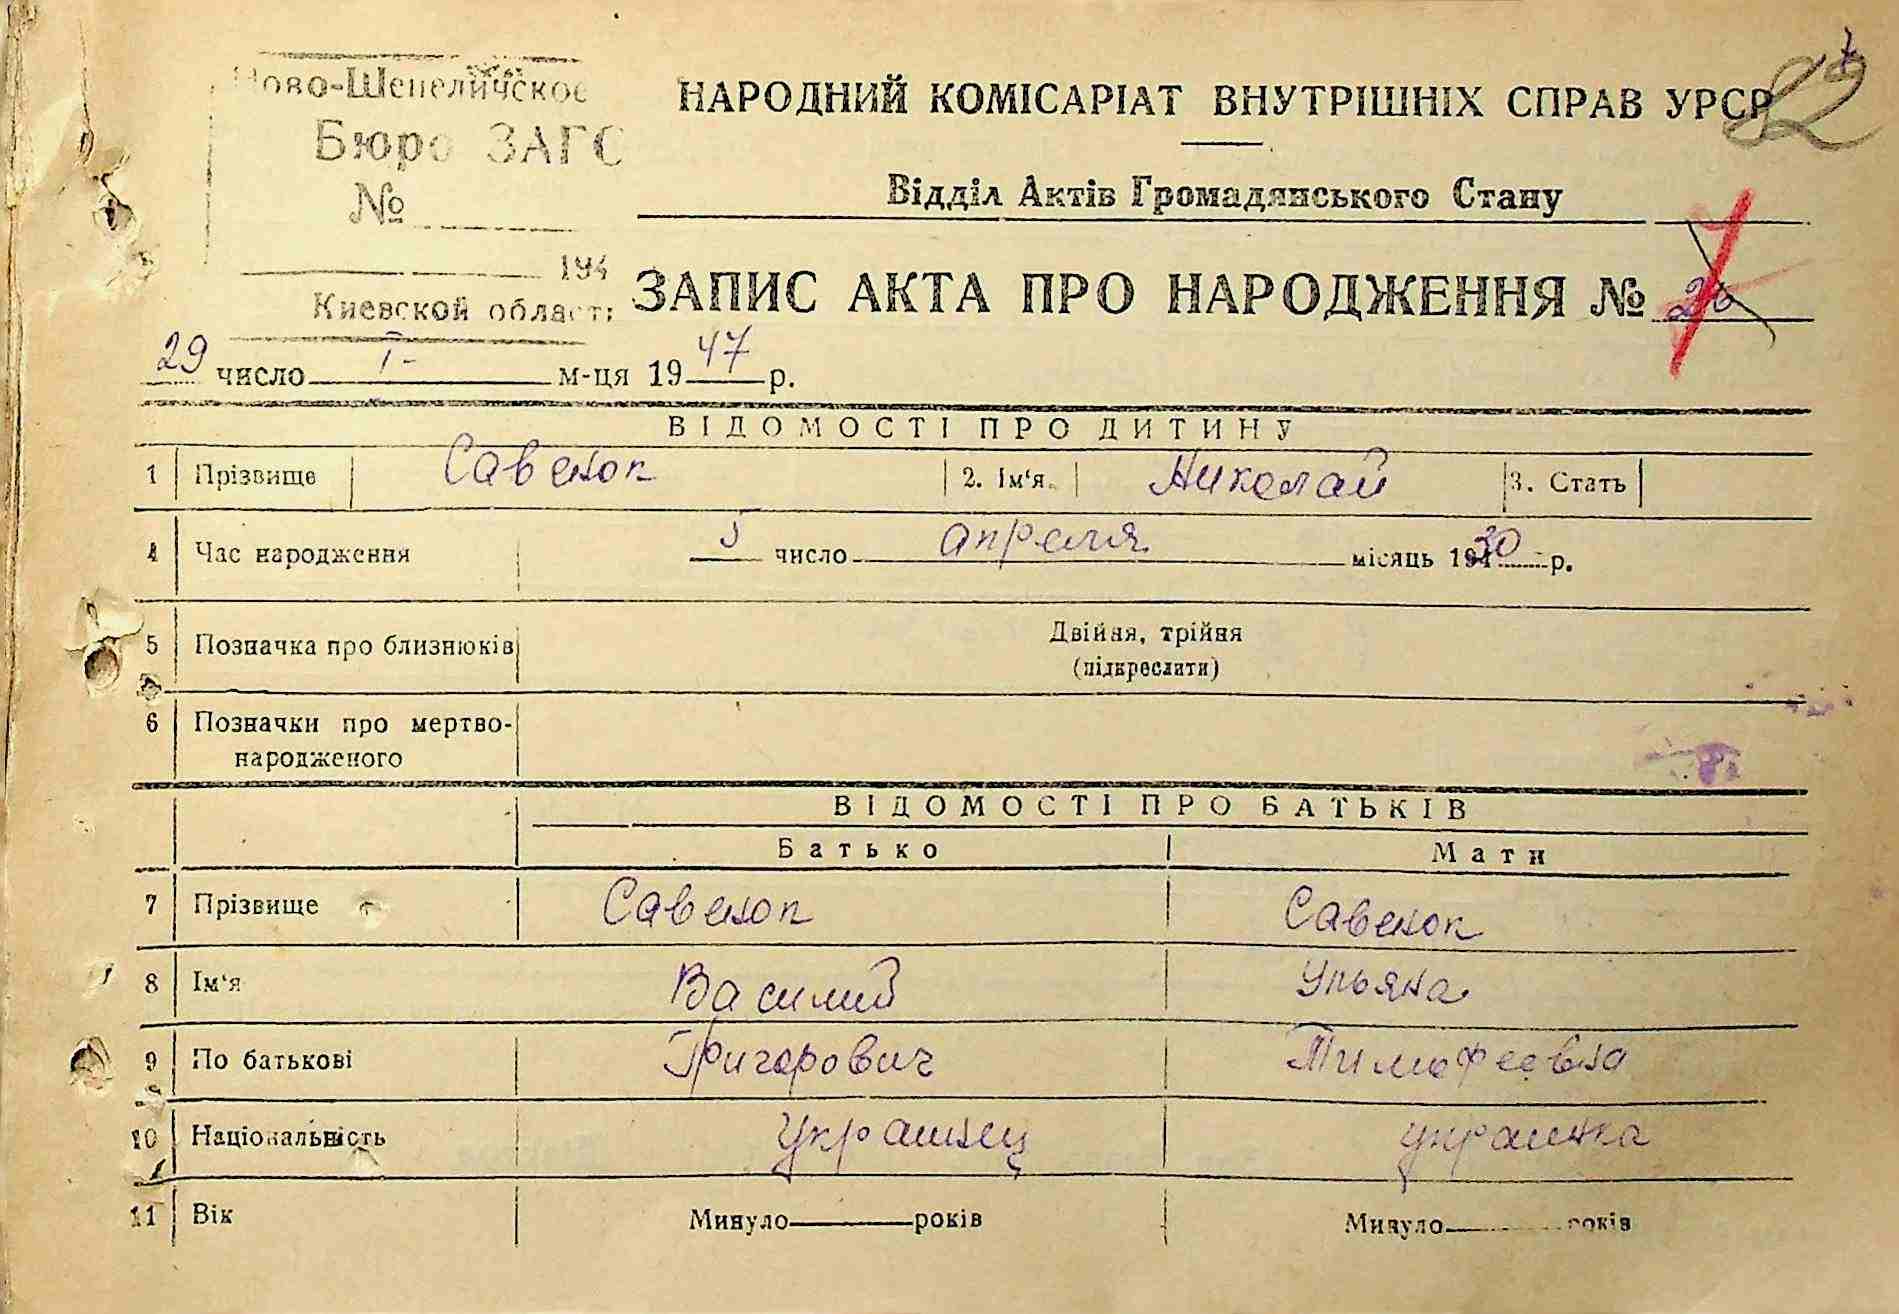 Ново-Шепеличское
Бюро ЗАГС
№
194
Киевской област
82
НАРОДНИЙ КОМІСАРІАТ ВНУТРІШНІХ СПРАВ УРСР
Відділ Актів Громадянського Стану
ЗАПИС АКТА ПРО НАРОДЖЕННЯ №
29 число I- м-ця 1947 р.
ВІДОМОСТІ ПРО ДИТИНУ
1 Прізвище Савенок 2. Ім'я Николай 3. Стать
4 Час народження 5 число апреля місяць 1930 р.
5 Позначка про близнюків Двійня, трійня
(підкреслити)
6 Позначки про мертво-
народженого
ВІДОМОСТІ ПРО БАТЬКІВ
Батько Мати
7 Прізвище Савенок Савенок
8 Ім'я Василий Ульяна
9 По батькові Григорович Тимофеевна
10 Національність украинец украинка
11 Вік Минуло років Минуло років